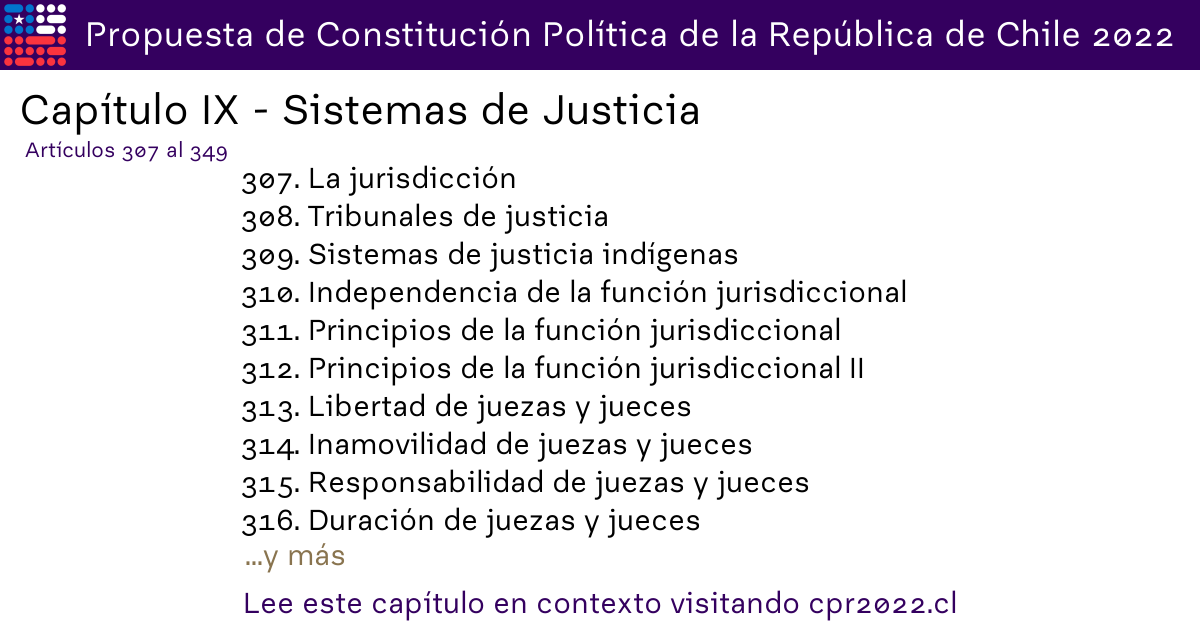 Propuesta de Constitución Política de la República de Chile 2022
Capítulo IX - Sistemas de Justicia
Artículos 307 al 349
307. La jurisdicción
308. Tribunales de justicia
309. Sistemas de justicia indígenas
310. Independencia de la función jurisdiccional
311. Principios de la función jurisdiccional
312. Principios de la función jurisdiccional II
313. Libertad de juezas y jueces
314. Inamovilidad de juezas y jueces
315. Responsabilidad de juezas y jueces
316. Duración de juezas y jueces
...y más
Lee este capítulo en contexto visitando cpr2022.cl